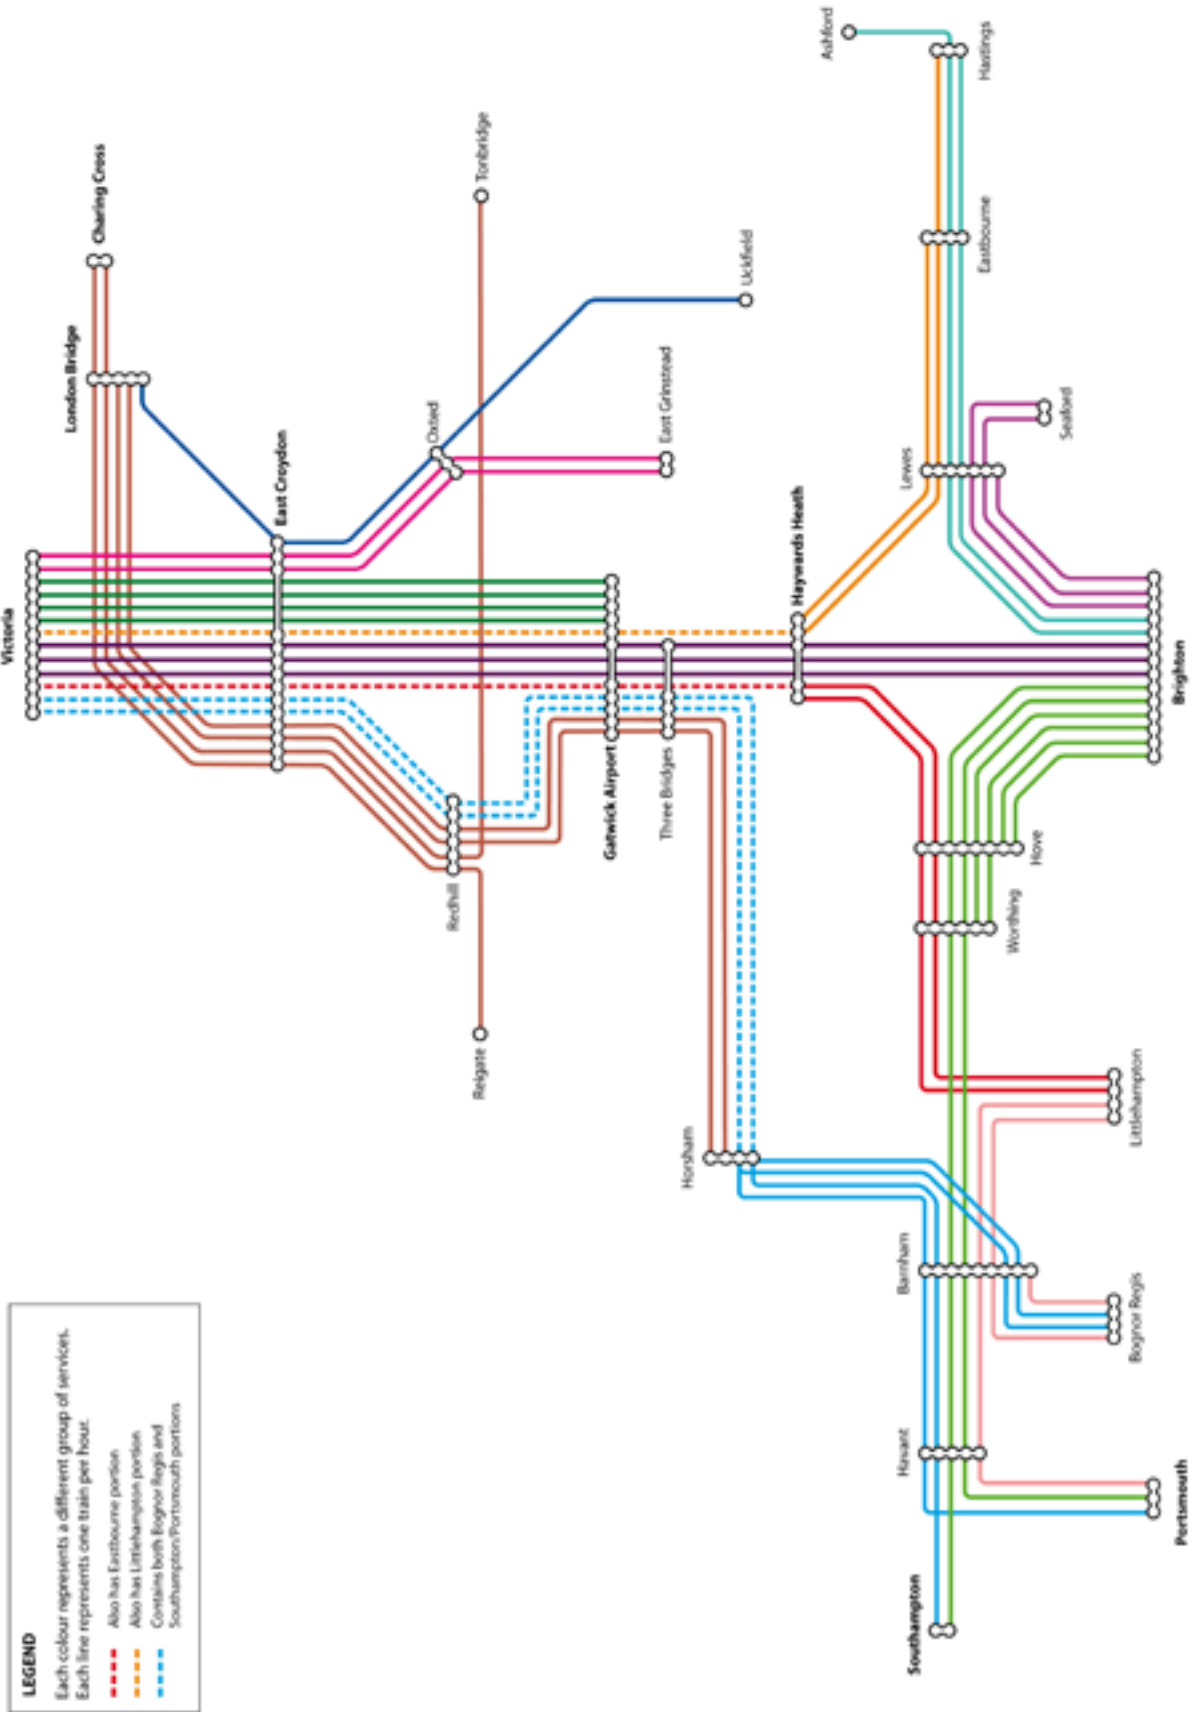 LEGEND
Each colour represents a different group of services.
Each line represents one train per hour.
Also has Eastbourne portion
Also has Littlehampton portion
Contains both Bognor Regis and
Southampton/Portsmouth portions
Victoria
London Bridge
Charing Cross
East Croydon
Oxted
Tonbridge
Uckfield
East Grinstead
Redhill
Reigate
Gatwick Airport
Three Bridges
Haywards Heath
Horsham
Lewes
Seaford
Eastbourne
Hastings
Ashford
Brighton
Hove
Worthing
Littlehampton
Barnham
Bognor Regis
Havant
Portsmouth
Southampton